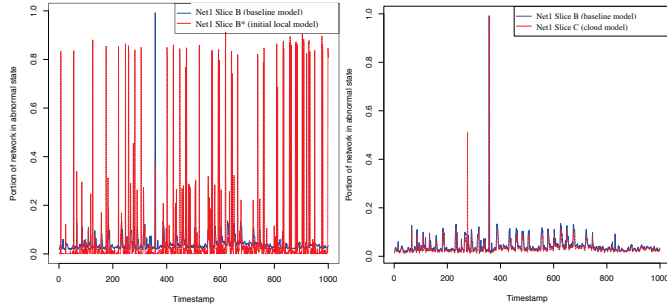 Net1 Slice B (baseline model)
Net1 Slice B* (initial local model)
Portion of network in abnormal state
1.0
0.8
0.6
0.4
0.2
0.0
0 200 400 600 800 1000
Timestamp
Net1 Slice B (baseline model)
Net1 Slice C (cloud model)
Portion of network in abnormal state
1.0
0.8
0.6
0.4
0.2
0.0
0 200 400 600 800 1000
Timestamp